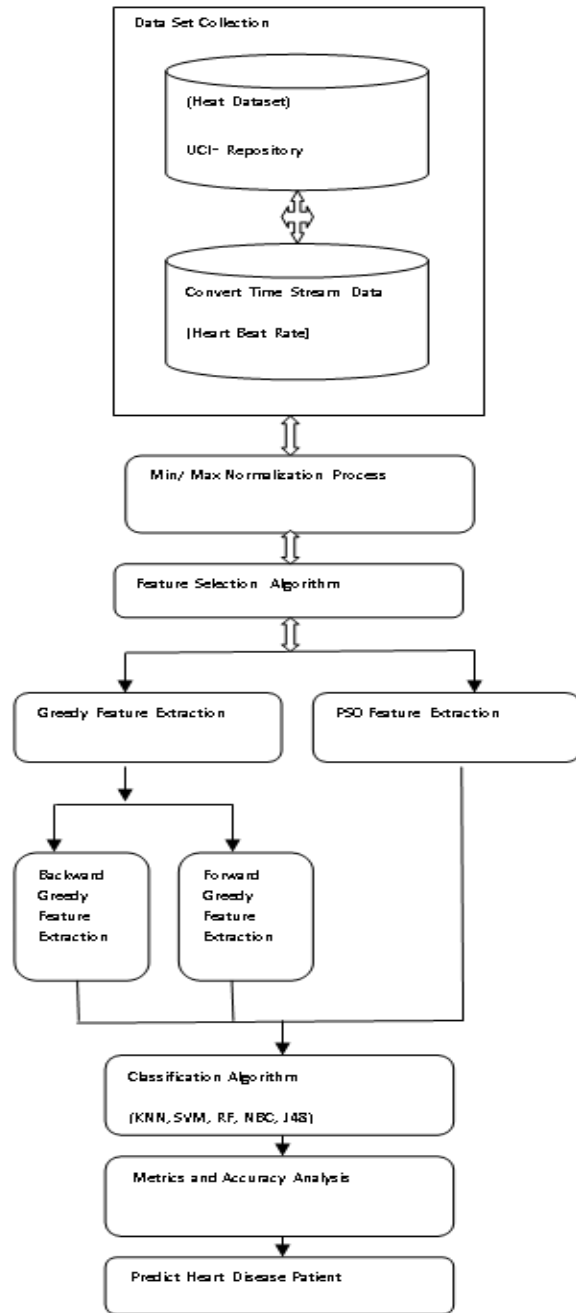 Data Set Collection
(Heat Dataset)
UCI- Repository
Convert Time Stream Data
(Heart Beat Rate]
Min/ Max Normalization Process
Feature Selection Algorithm
Greedy Feature Extraction
PSO Feature Extraction
Backward
Greedy
Feature
Extraction
Forward
Greedy
Feature
Extraction
Classification Algorithm
(KNN, SVM, RF, NBC, J48)
Metrics and Accuracy Analysis
Predict Heart Disease Patient